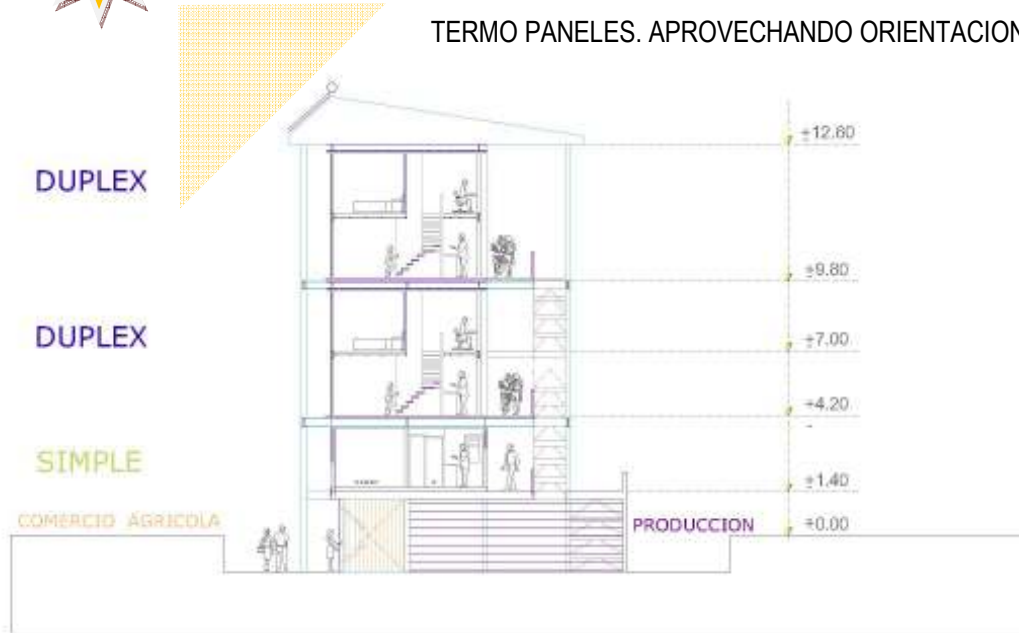 TERMO PANELES. APROVECHANDO ORIENTACION
±12.60
DUPLEX
±9.80
DUPLEX
±7.00
±4.20
SIMPLE
±1.40
COMERCIO AGRICOLA
PRODUCCION
±0.00